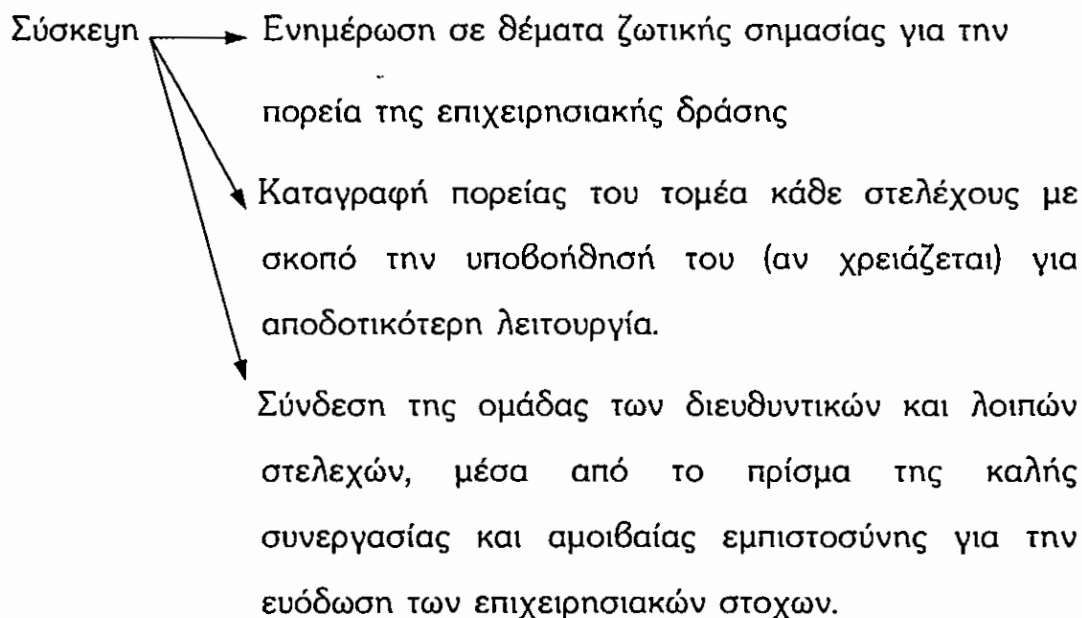 Σύσκεψη Ενημέρωση σε θέματα ζωτικής σημασίας για την
πορεία της επιχειρησιακής δράσης
Καταγραφή πορείας του τομέα κάθε στελέχους με
σκοπό την υποβοήθησή του (αν χρειάζεται) για
αποδοτικότερη λειτουργία.
Σύνδεση της ομάδας των διευθυντικών και λοιπών
στελεχών, μέσα από το πρίσμα της καλής
συνεργασίας και αμοιβαίας εμπιστοσύνης για την
ευόδωση των επιχειρησιακών στοχων.